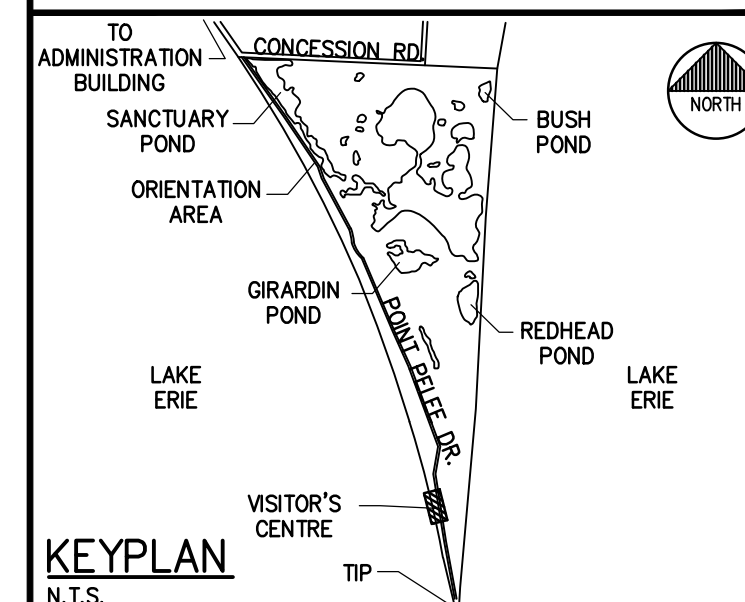 TO
ADMINISTRATION
BUILDING
CONCESSION RD.
NORTH
SANCTUARY
POND
BUSH
POND
ORIENTATION
AREA
GIRARDIN
POND
POINT PELEE DR.
REDHEAD
POND
LAKE
ERIE
LAKE
ERIE
VISITOR'S
CENTRE
KEYPLAN
N.T.S.
TIP